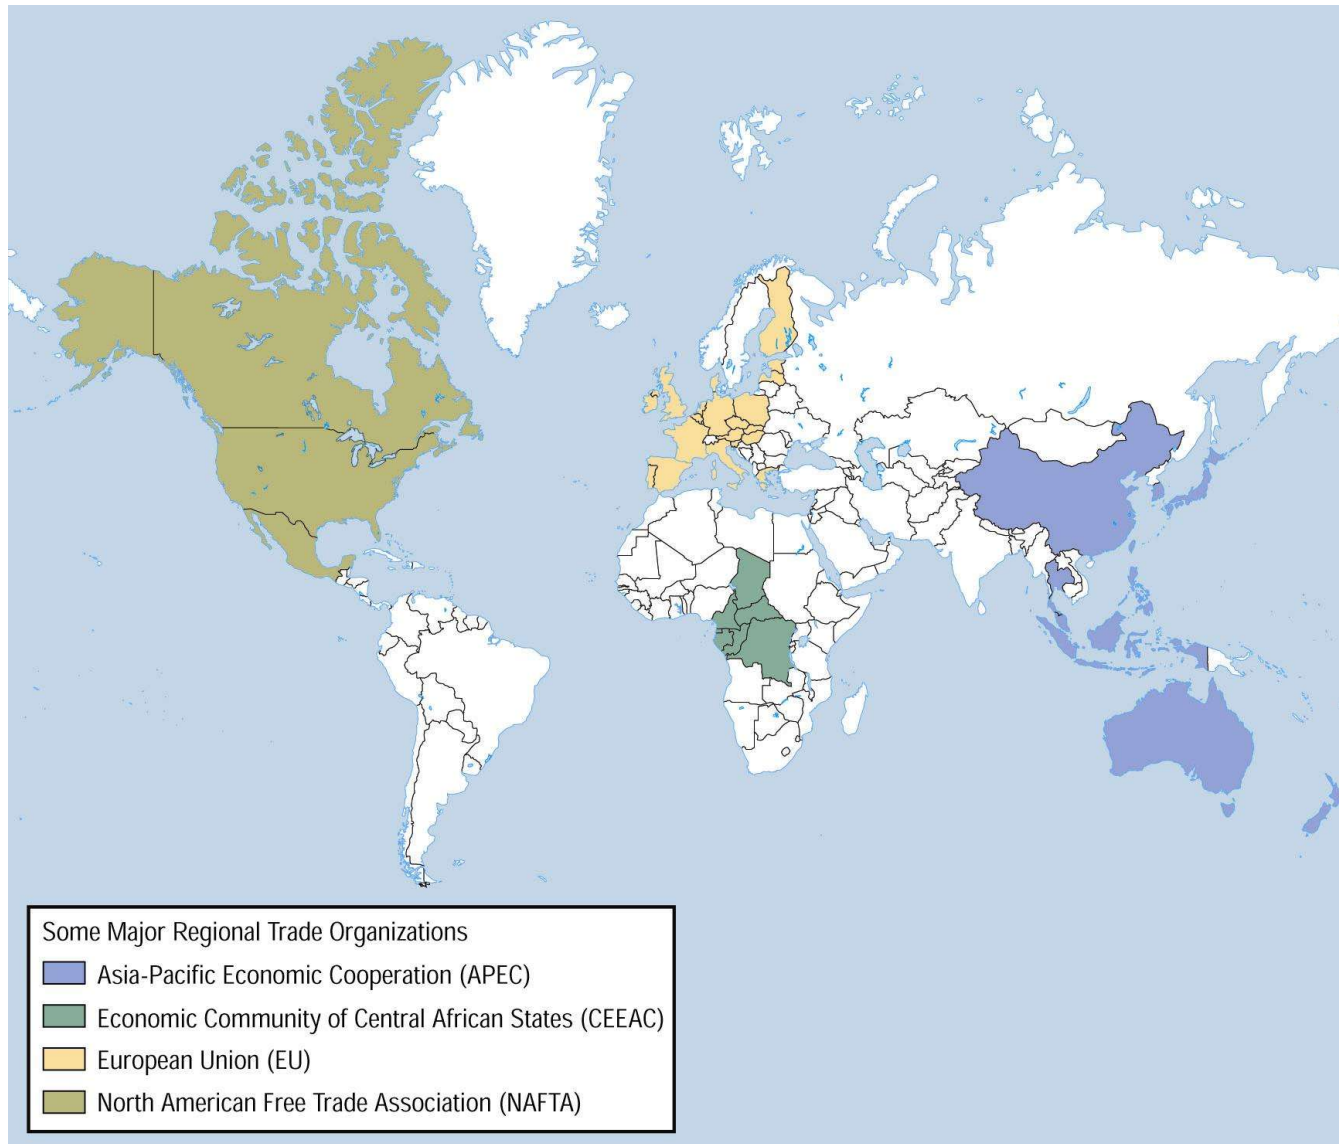 Some Major Regional Trade Organizations
Asia-Pacific Economic Cooperation (APEC)
Economic Community of Central African States (CEEAC)
European Union (EU)
North American Free Trade Association (NAFTA)